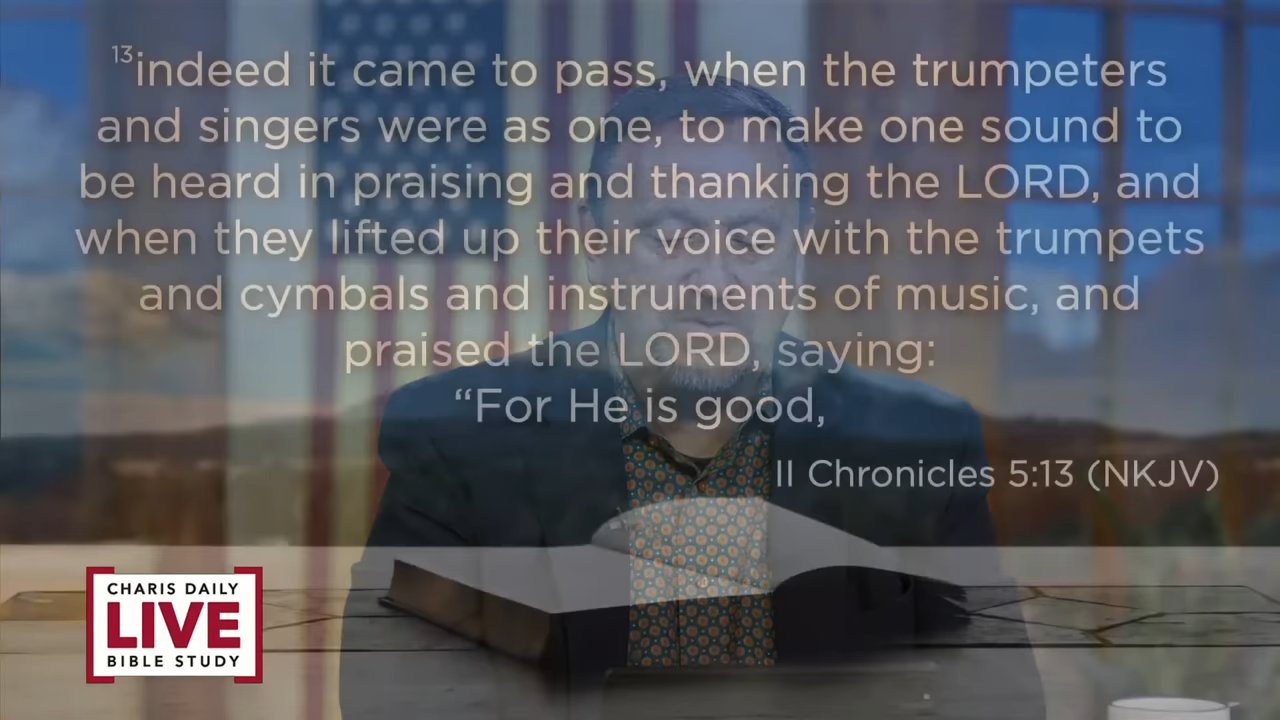 13indeed it came to pass, when the trumpeters
and singers were as one, to make one sound to
be heard in praising and thanking the LORD, and
when they lifted up their voice with the trumpets
and cymbals and instruments of music, and
praised the LORD, saying:
“For He is good,
II Chronicles 5:13 (NKJV)
CHARIS DAILY
LIVE
BIBLE STUDY